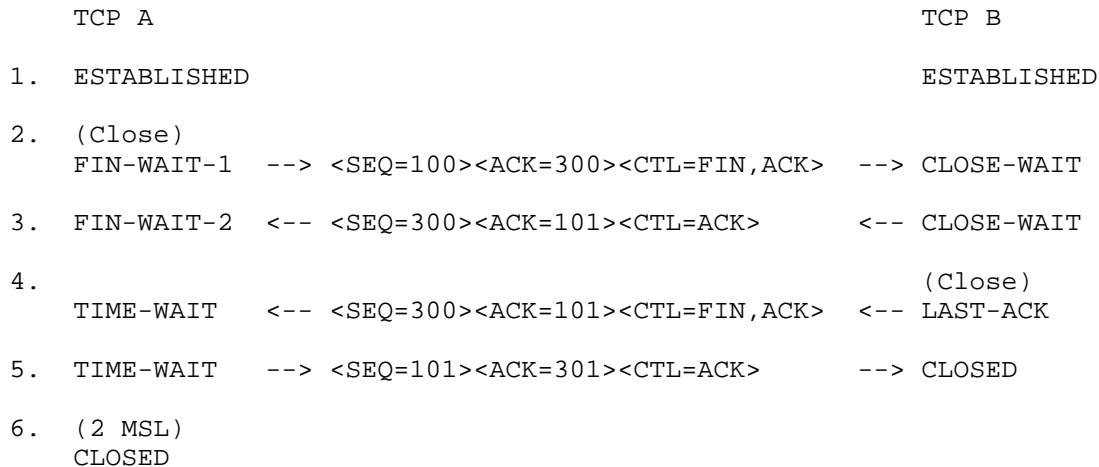 TCP A                                                TCP B
1.  ESTABLISHED                                          ESTABLISHED
2.  (Close)
    FIN-WAIT-1  --> <SEQ=100><ACK=300><CTL=FIN,ACK>  --> CLOSE-WAIT
3.  FIN-WAIT-2  <-- <SEQ=300><ACK=101><CTL=ACK>      <-- CLOSE-WAIT
4.                                                       (Close)
    TIME-WAIT   <-- <SEQ=300><ACK=101><CTL=FIN,ACK>  <-- LAST-ACK
5.  TIME-WAIT   --> <SEQ=101><ACK=301><CTL=ACK>      --> CLOSED
6.  (2 MSL)
    CLOSED